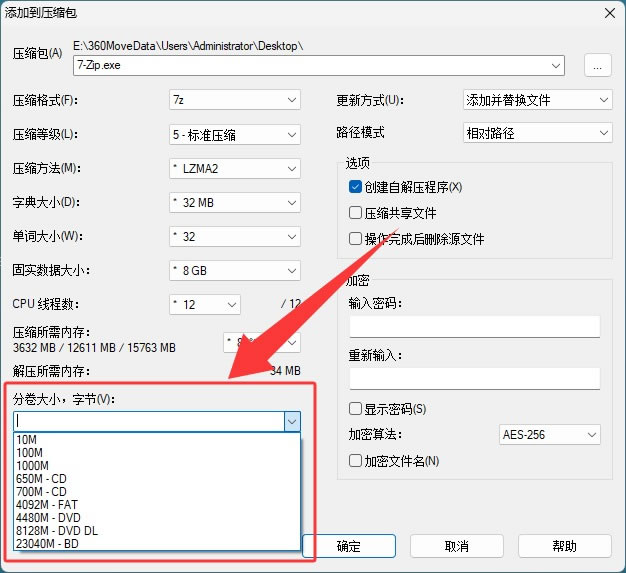 添加到压缩包
压缩包(A)
E:\360MoveData\Users\Administrator\Desktop\
7-Zip.exe
...
压缩格式(F):
7z
压缩等级(L):
5 - 标准压缩
压缩方法(M):
* LZMA2
字典大小(D):
* 32 MB
单词大小(W):
* 32
固实数据大小:
* 8 GB
CPU 线程数:
* 12
/ 12
压缩所需内存:
3632 MB / 12611 MB / 15763 MB
* 8
解压所需内存:
34 MB
分卷大小，字节(V):
10M
100M
1000M
650M - CD
700M - CD
4092M - FAT
4480M - DVD
8128M - DVD DL
23040M - BD
更新方式(U):
添加并替换文件
路径模式
相对路径
选项
创建自解压程序(X)
压缩共享文件
操作完成后删除源文件
加密
输入密码:
重新输入:
显示密码(S)
加密算法:
AES-256
加密文件名(N)
确定
取消
帮助